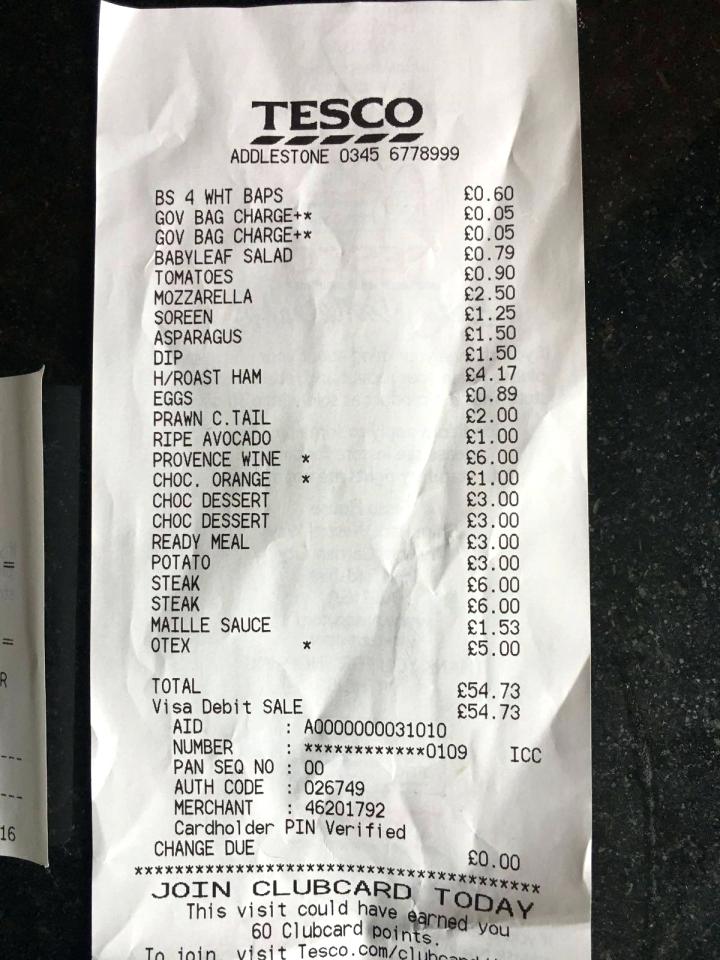 TESCO
ADDLESTONE 0345 6778999
BS 4 WHT BAPS £0.60
GOV BAG CHARGE+* £0.05
GOV BAG CHARGE+* £0.05
BABYLEAF SALAD £0.79
TOMATOES £0.90
MOZZARELLA £2.50
SOREEN £1.25
ASPARAGUS £1.50
DIP £1.50
H/ROAST HAM £4.17
EGGS £0.89
PRAWN C.TAIL £2.00
RIPE AVOCADO £1.00
PROVENCE WINE * £6.00
CHOC. ORANGE * £1.00
CHOC DESSERT £3.00
CHOC DESSERT £3.00
READY MEAL £3.00
POTATO £3.00
STEAK £6.00
STEAK £6.00
MAILLE SAUCE £1.53
OTEX * £5.00
TOTAL £54.73
Visa Debit SALE £54.73
AID : A0000000031010
NUMBER : ************0109 ICC
PAN SEQ NO : 00
AUTH CODE : 026749
MERCHANT : 46201792
Cardholder PIN Verified
CHANGE DUE £0.00
****************************************
JOIN CLUBCARD TODAY
This visit could have earned you
60 Clubcard points.
To join, visit Tesco.com/clubcard
=
=
R
---
---
16